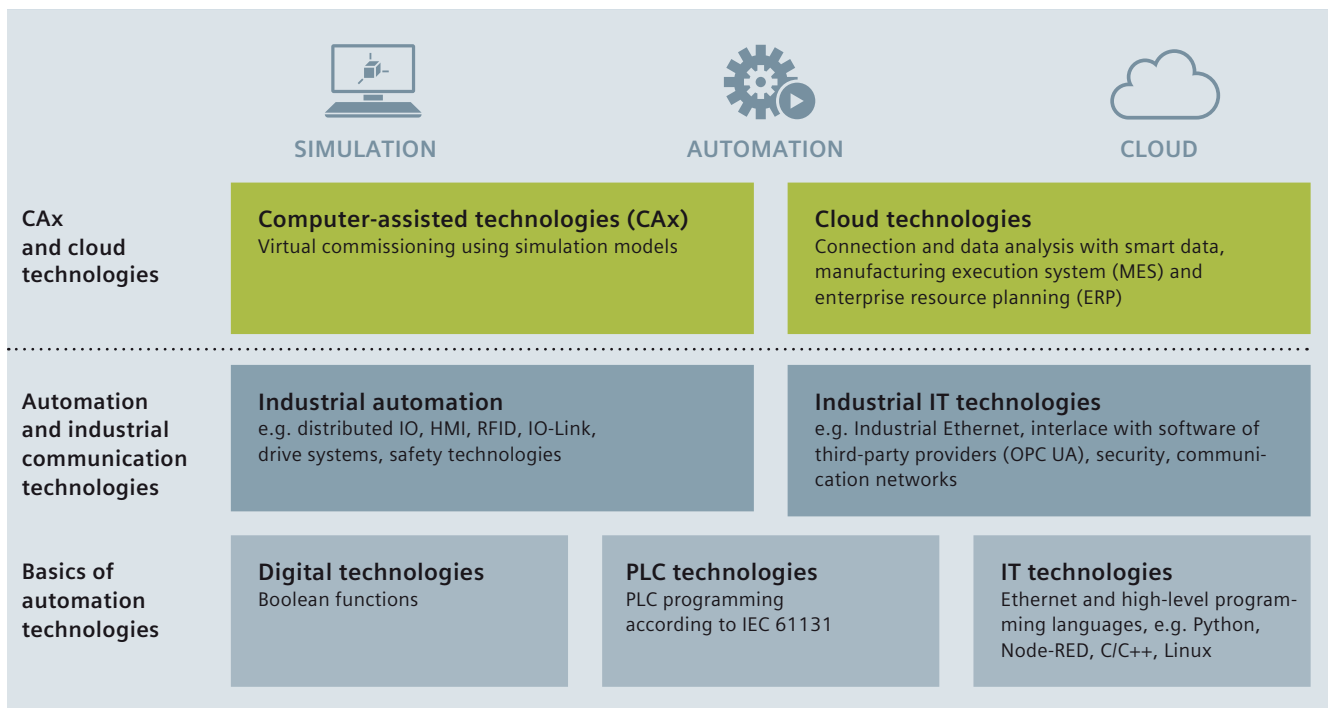 SIMULATION
AUTOMATION
CLOUD
CAx
and cloud
technologies
Computer-assisted technologies (CAx)
Virtual commissioning using simulation models
Cloud technologies
Connection and data analysis with smart data,
manufacturing execution system (MES) and
enterprise resource planning (ERP)
Automation
and industrial
communication
technologies
Industrial automation
e.g. distributed IO, HMI, RFID, IO-Link,
drive systems, safety technologies
Industrial IT technologies
e.g. Industrial Ethernet, interlace with software of
third-party providers (OPC UA), security, communi-
cation networks
Basics of
automation
technologies
Digital technologies
Boolean functions
PLC technologies
PLC programming
according to IEC 61131
IT technologies
Ethernet and high-level program-
ming languages, e.g. Python,
Node-RED, C/C++, Linux